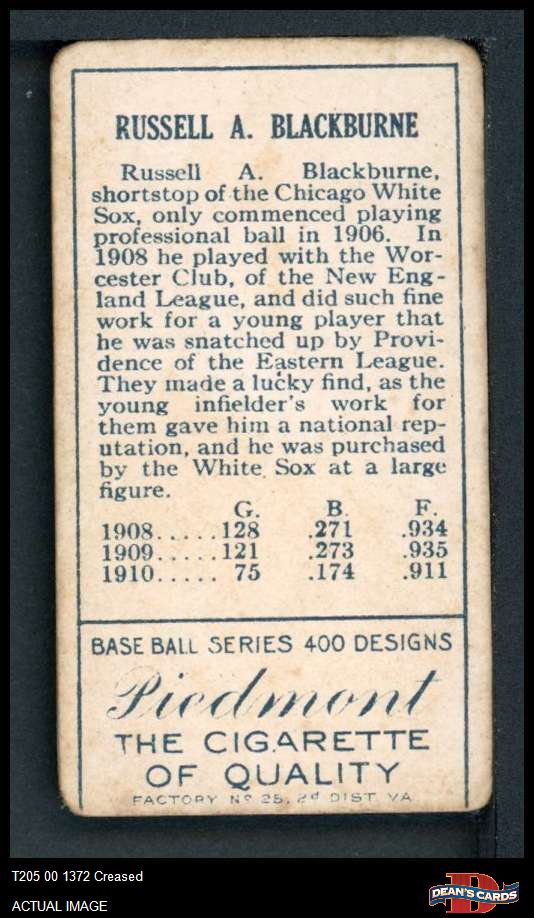 RUSSELL A. BLACKBURNE
Russell A. Blackburne,
shortstop of the Chicago White
Sox, only commenced playing
professional ball in 1906. In
1908 he played with the Wor-
cester Club, of the New Eng-
land League, and did such fine
work for a young player that
he was snatched up by Provi-
dence of the Eastern League.
They made a lucky find, as the
young infielder's work for
them gave him a national rep-
utation, and he was purchased
by the White Sox at a large
figure.
G. B. F.
1908.....128 .271 .934
1909.....121 .273 .935
1910..... 75 .174 .911
BASE BALL SERIES 400 DESIGNS
Piedmont
THE CIGARETTE
OF QUALITY
FACTORY Nº 25, 2d DIST. VA.
T205 00 1372 Creased
ACTUAL IMAGE
D
DEAN'S CARDS